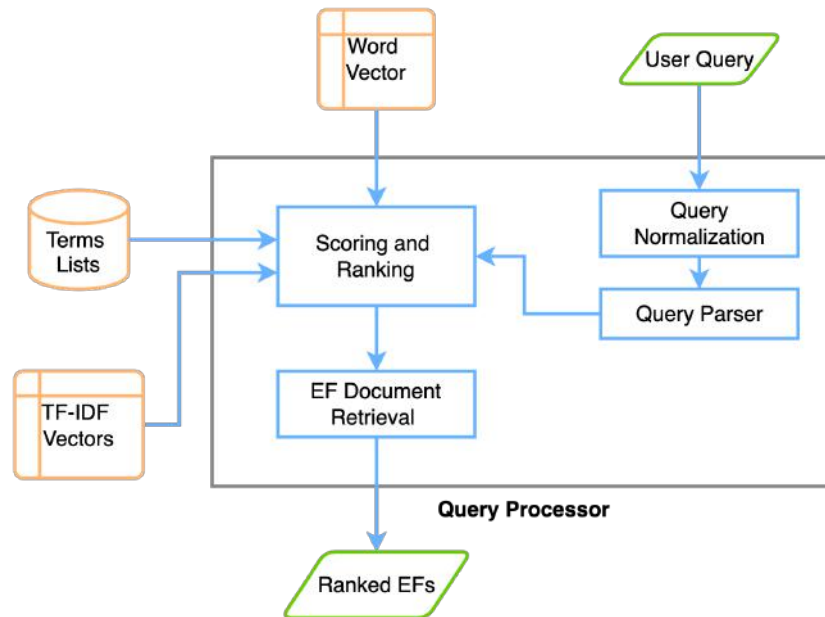 Word
Vector
User Query
Terms
Lists
Scoring and
Ranking
Query
Normalization
Query Parser
TF-IDF
Vectors
EF Document
Retrieval
Query Processor
Ranked EFs